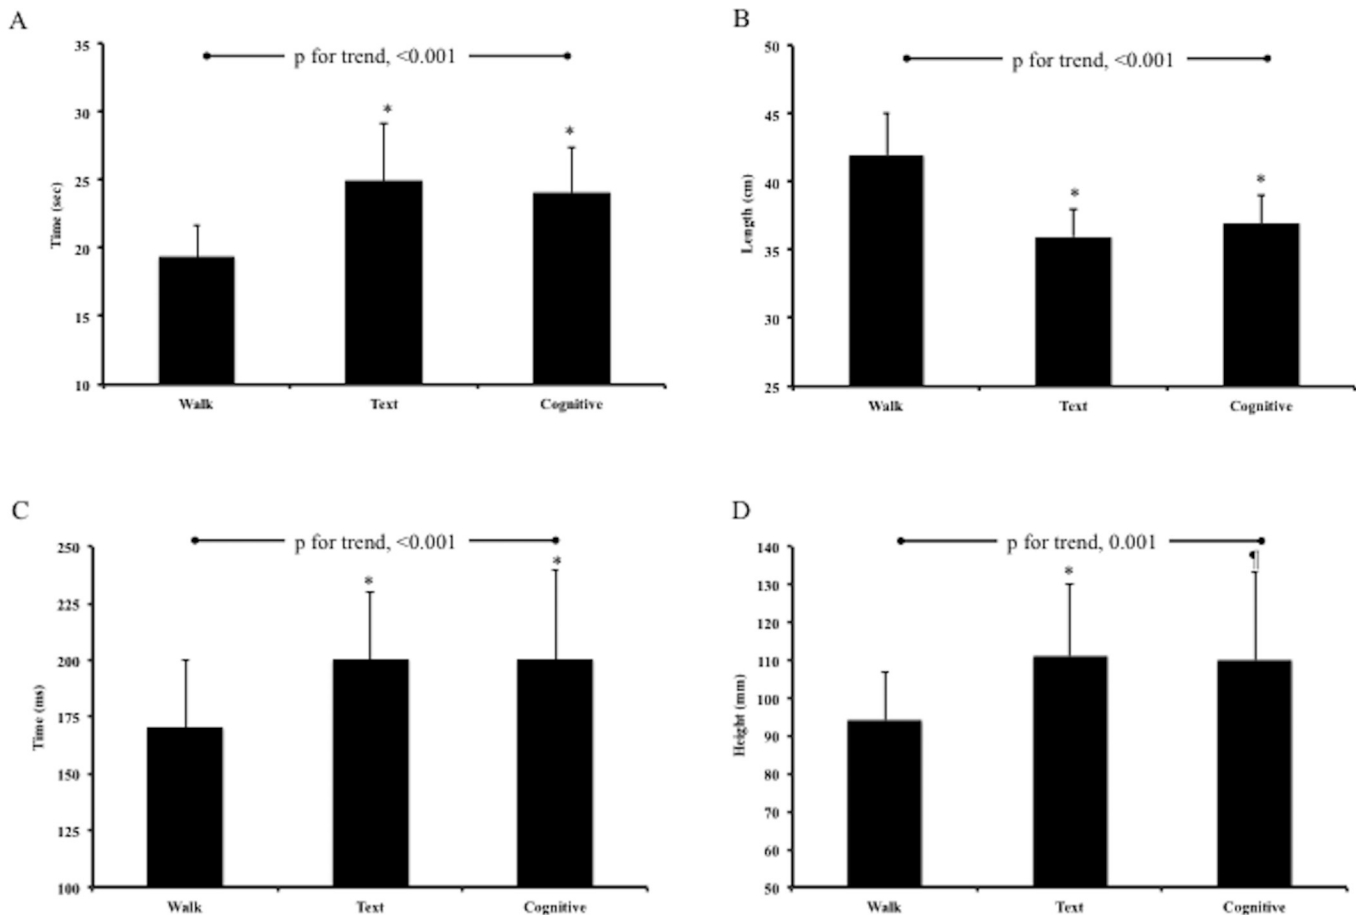 A
p for trend, <0.001
35
30
25
20
15
10
Time (sec)
*
*
Walk
Text
Cognitive
B
p for trend, <0.001
50
45
40
35
30
25
Length (cm)
*
*
Walk
Text
Cognitive
C
p for trend, <0.001
250
225
200
175
150
125
100
Time (ms)
*
*
Walk
Text
Cognitive
D
p for trend, 0.001
140
130
120
110
100
90
80
70
60
50
Height (mm)
*
¶
Walk
Text
Cognitive